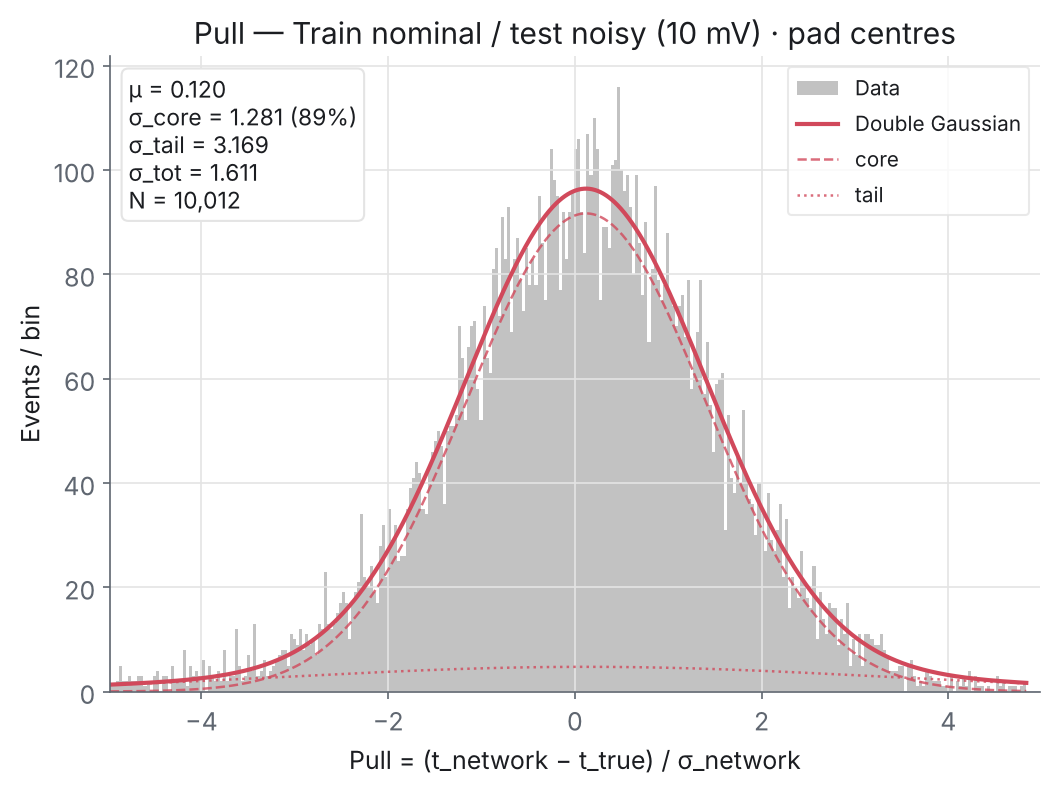 Pull — Train nominal / test noisy (10 mV) · pad centres
μ = 0.120
σ_core = 1.281 (89%)
σ_tail = 3.169
σ_tot = 1.611
N = 10,012
Data
Double Gaussian
core
tail
Events / bin
120
100
80
60
40
20
0
−4
−2
0
2
4
Pull = (t_network − t_true) / σ_network